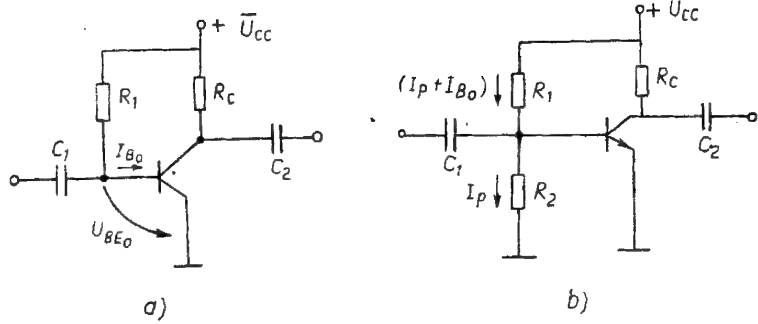 + U̅CC
R1
RC
C1
IB0
C2
UBE0
a)
+ UCC
(IP+IB0)
R1
RC
C1
C2
IP
R2
b)